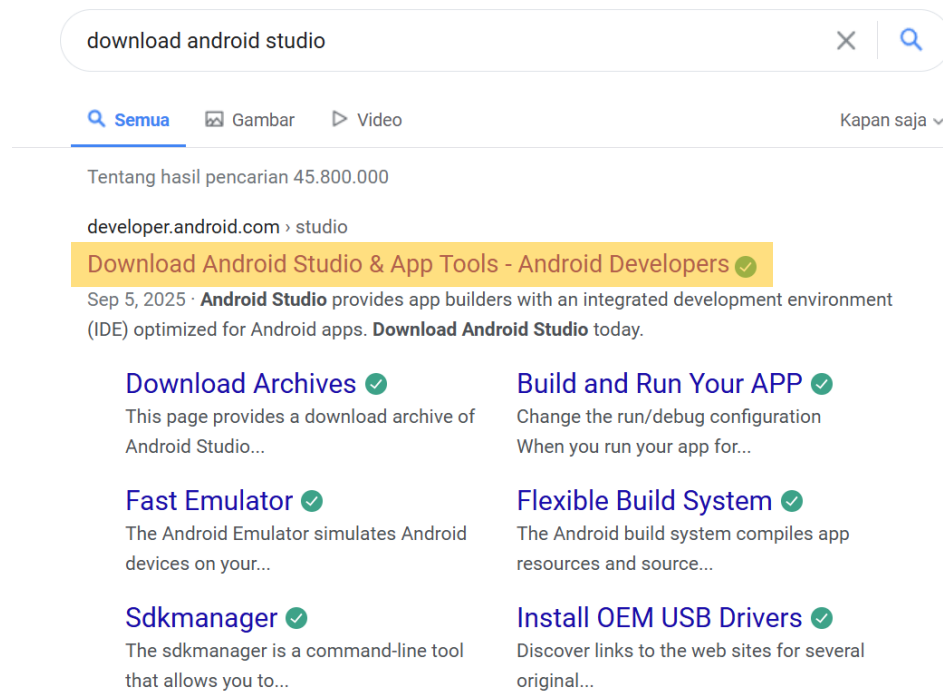 download android studio
Semua Gambar Video Kapan saja
Tentang hasil pencarian 45.800.000
developer.android.com › studio
Download Android Studio & App Tools - Android Developers
Sep 5, 2025 · Android Studio provides app builders with an integrated development environment
(IDE) optimized for Android apps. Download Android Studio today.
Download Archives
This page provides a download archive of
Android Studio...
Build and Run Your APP
Change the run/debug configuration
When you run your app for...
Fast Emulator
The Android Emulator simulates Android
devices on your...
Flexible Build System
The Android build system compiles app
resources and source...
Sdkmanager
The sdkmanager is a command-line tool
that allows you to...
Install OEM USB Drivers
Discover links to the web sites for several
original...